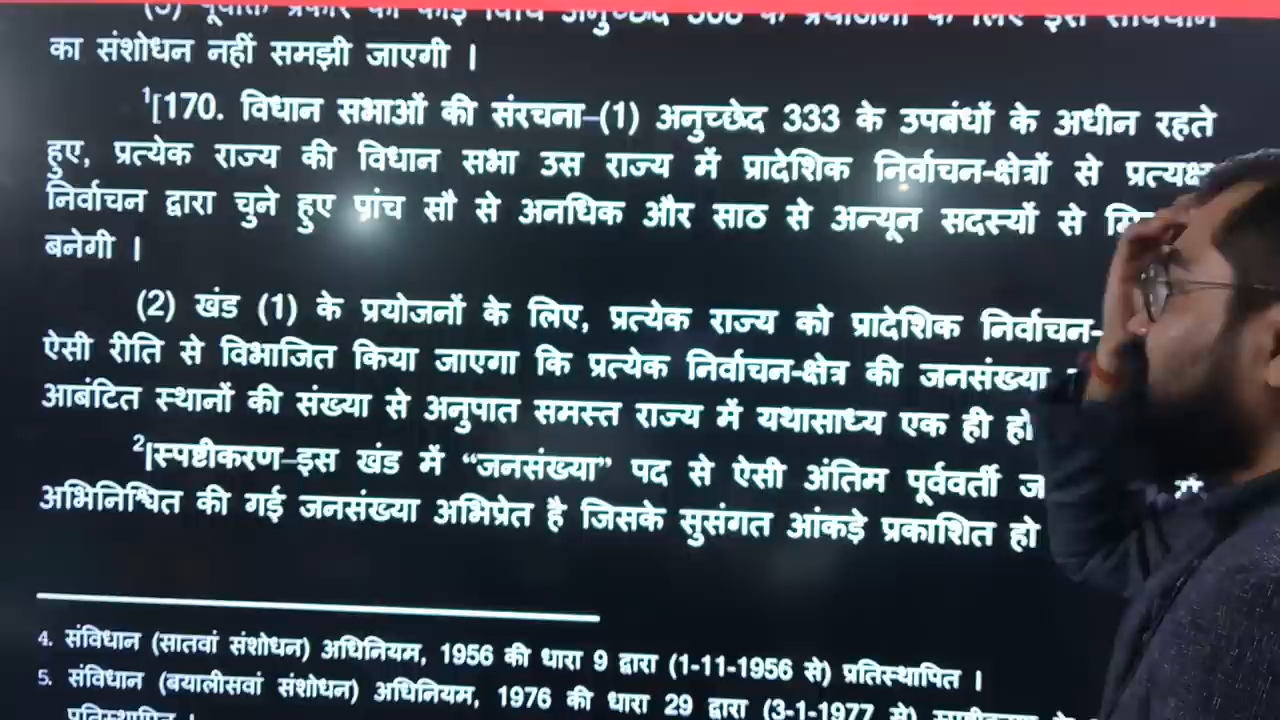 का संशोधन नहीं समझी जाएगी ।
¹[170. विधान सभाओं की संरचना–(1) अनुच्छेद 333 के उपबंधों के अधीन रहते
हुए, प्रत्येक राज्य की विधान सभा उस राज्य में प्रादेशिक निर्वाचन-क्षेत्रों से प्रत्यक्ष
निर्वाचन द्वारा चुने हुए पांच सौ से अनधिक और साठ से अन्यून सदस्यों से
बनेगी ।
(2) खंड (1) के प्रयोजनों के लिए, प्रत्येक राज्य को प्रादेशिक निर्वाचन-
ऐसी रीति से विभाजित किया जाएगा कि प्रत्येक निर्वाचन-क्षेत्र की जनसंख्या
आबंटित स्थानों की संख्या से अनुपात समस्त राज्य में यथासाध्य एक ही हो
²[स्पष्टीकरण–इस खंड में “जनसंख्या” पद से ऐसी अंतिम पूर्ववर्ती
अभिनिश्चित की गई जनसंख्या अभिप्रेत है जिसके सुसंगत आंकड़े प्रकाशित हो
4. संविधान (सातवां संशोधन) अधिनियम, 1956 की धारा 9 द्वारा (1-11-1956 से) प्रतिस्थापित ।
5. संविधान (बयालीसवां संशोधन) अधिनियम, 1976 की धारा 29 द्वारा (3-1-1977 से)